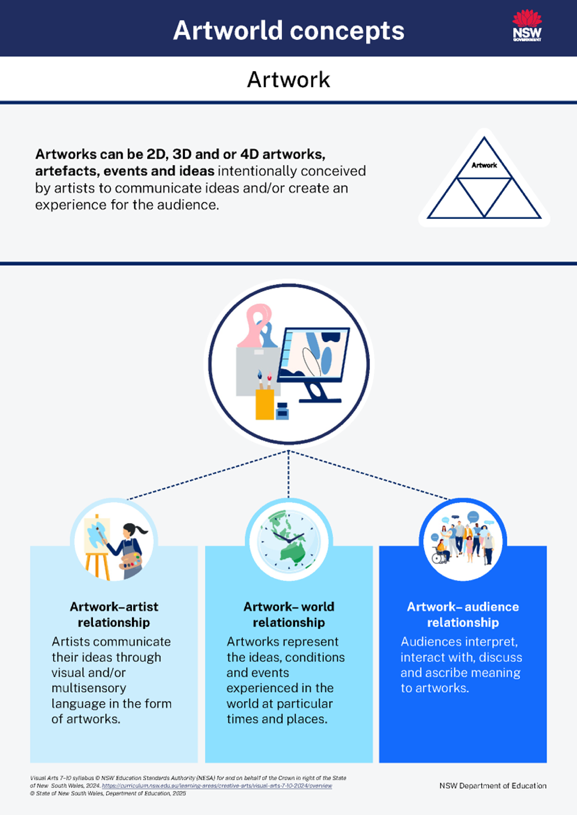 Artworld concepts
NSW
GOVERNMENT
Artwork
Artworks can be 2D, 3D and or 4D artworks,
artefacts, events and ideas intentionally conceived
by artists to communicate ideas and/or create an
experience for the audience.
Artwork
Artwork–artist
relationship
Artists communicate
their ideas through
visual and/or
multisensory
language in the form
of artworks.
Artwork– world
relationship
Artworks represent
the ideas, conditions
and events
experienced in the
world at particular
times and places.
Artwork– audience
relationship
Audiences interpret,
interact with, discuss
and ascribe meaning
to artworks.
Visual Arts 7–10 syllabus © NSW Education Standards Authority (NESA) for and on behalf of the Crown in right of the State
of New South Wales, 2024. https://curriculum.nsw.edu.au/learning-areas/creative-arts/visual-arts-7-10-2024/overview
© State of New South Wales, Department of Education, 2025
NSW Department of Education